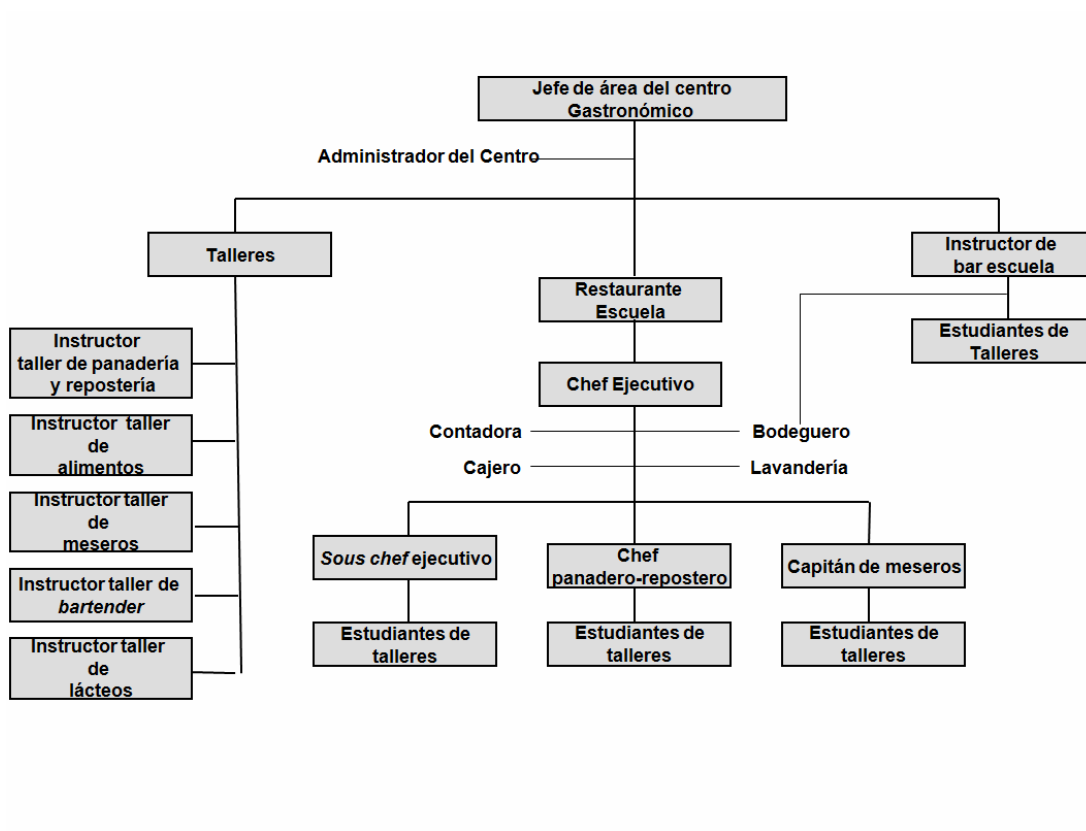 Jefe de área del centro
Gastronómico
Administrador del Centro
Talleres
Instructor de
bar escuela
Restaurante
Escuela
Estudiantes de
Talleres
Instructor
taller de panadería
y repostería
Chef Ejecutivo
Instructor taller
de
alimentos
Contadora
Bodeguero
Cajero
Lavandería
Instructor taller
de
meseros
Sous chef ejecutivo
Chef
panadero-repostero
Capitán de meseros
Instructor taller de
bartender
Estudiantes de
talleres
Estudiantes de
talleres
Estudiantes de
talleres
Instructor taller
de
lácteos